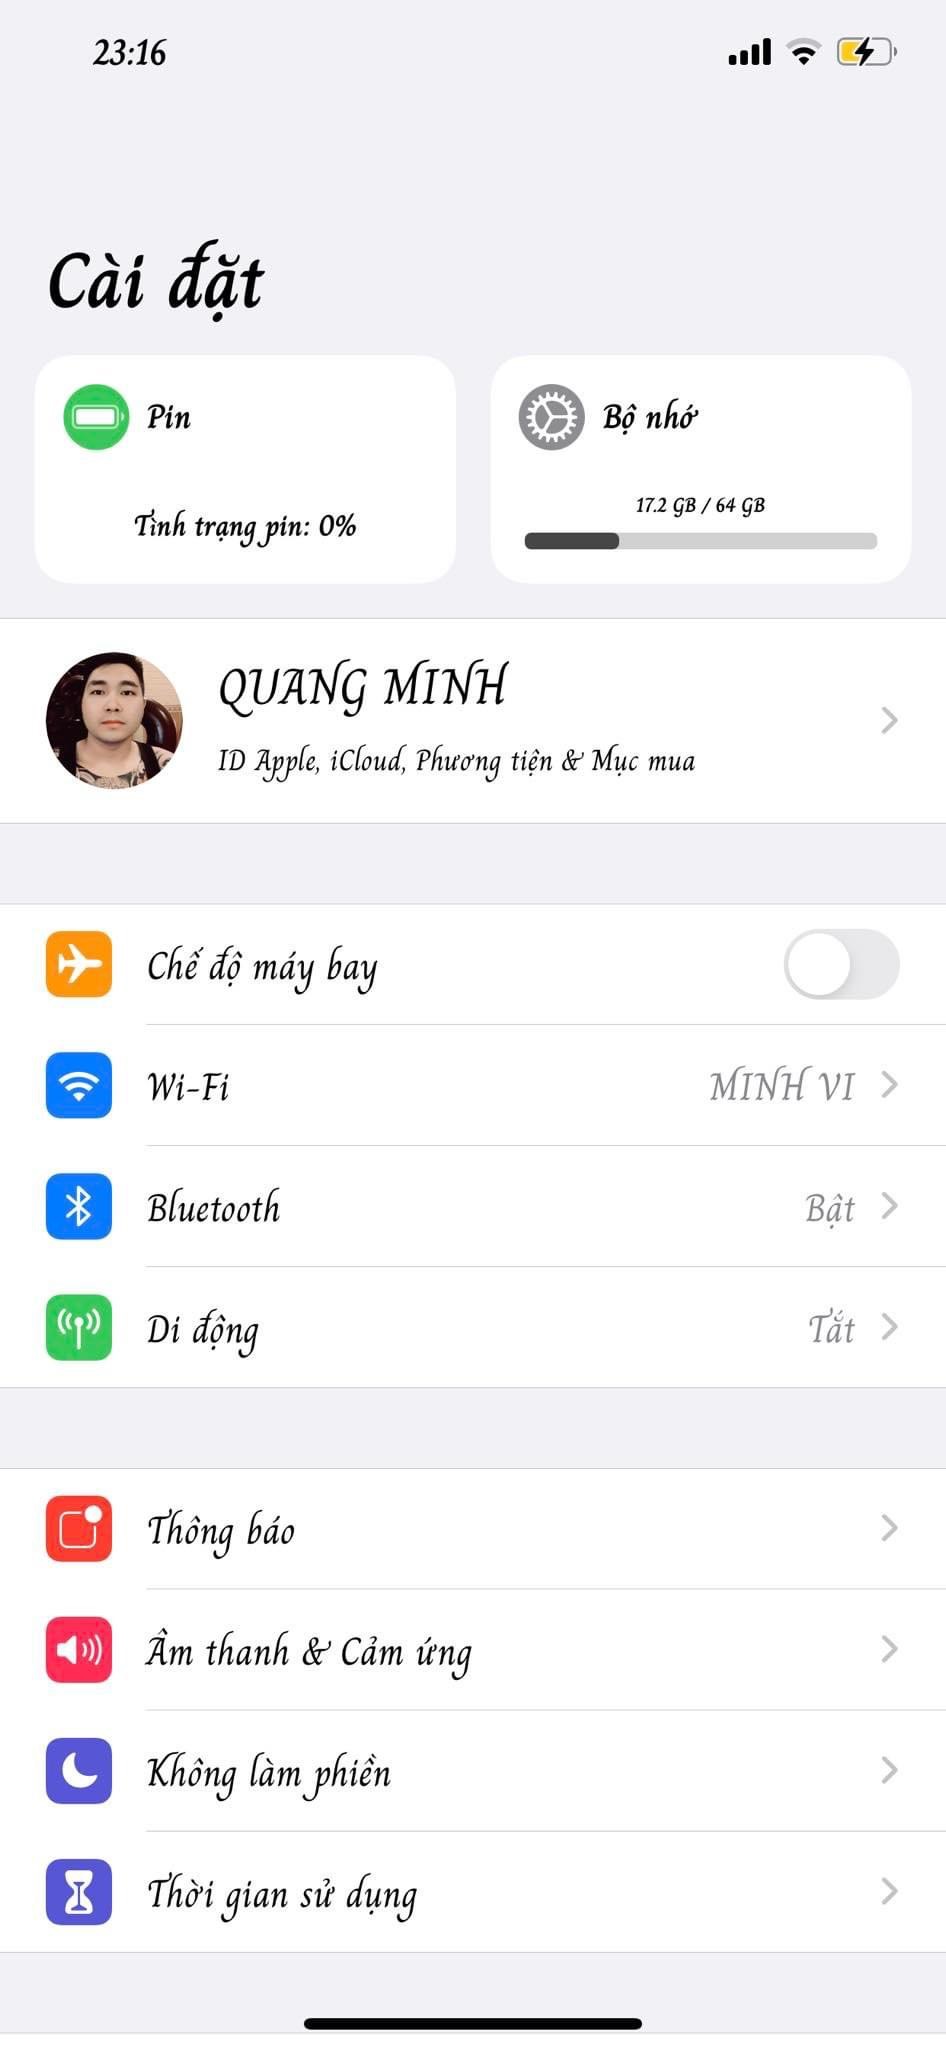 23:16
Cài đặt
Pin
Tình trạng pin: 0%
Bộ nhớ
17.2 GB / 64 GB
QUANG MINH
ID Apple, iCloud, Phương tiện & Mục mua
Chế độ máy bay
Wi-Fi MINH VI
Bluetooth Bật
Di động Tắt
Thông báo
Âm thanh & Cảm ứng
Không làm phiền
Thời gian sử dụng